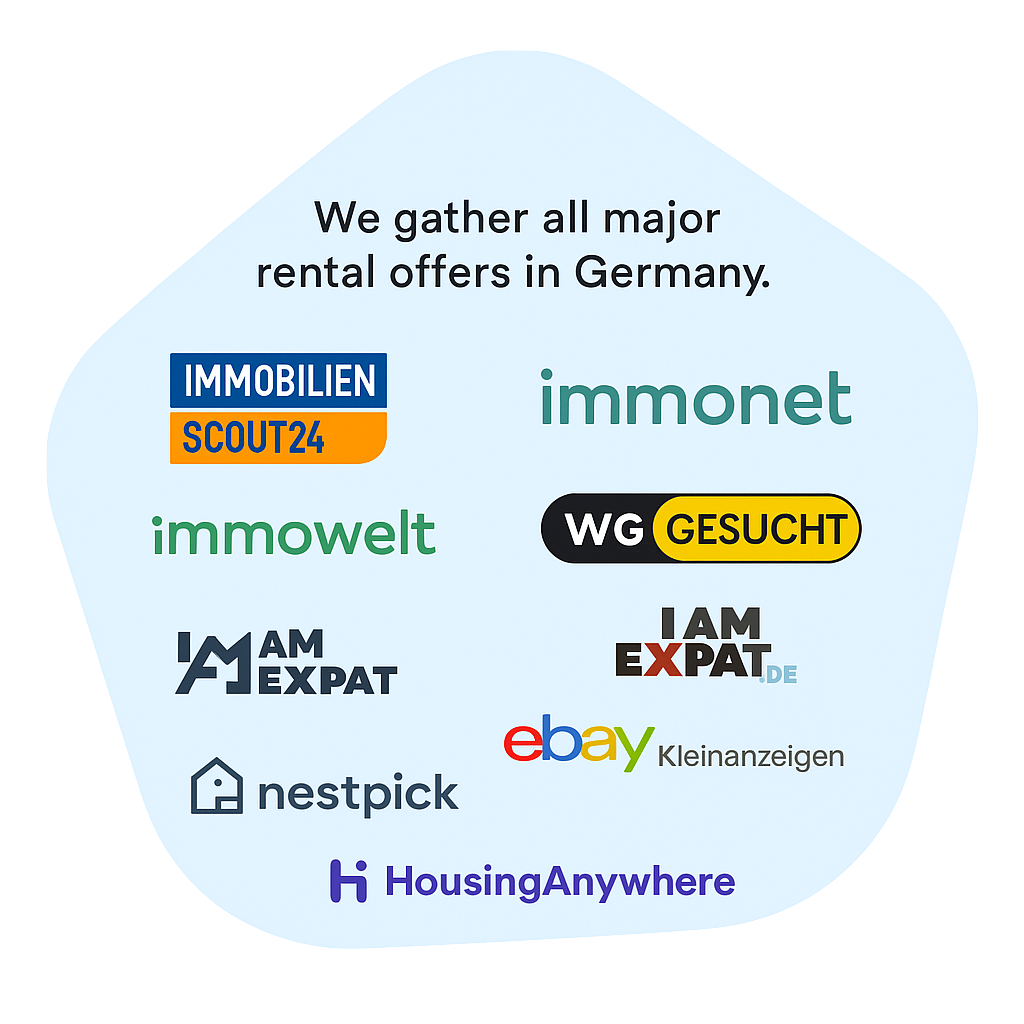 We gather all major
rental offers in Germany.
IMMOBILIEN
SCOUT24
immonet
immowelt
WG GESUCHT
IAM AM
EXPAT
I AM
EXPAT.DE
ebay Kleinanzeigen
nestpick
HousingAnywhere